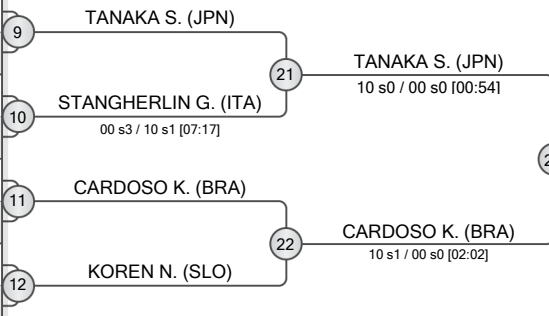 9
TANAKA S. (JPN)
21
TANAKA S. (JPN)
10 s0 / 00 s0 [00:54]
10
STANGHERLIN G. (ITA)
00 s3 / 10 s1 [07:17]
11
CARDOSO K. (BRA)
22
CARDOSO K. (BRA)
10 s1 / 00 s0 [02:02]
12
KOREN N. (SLO)